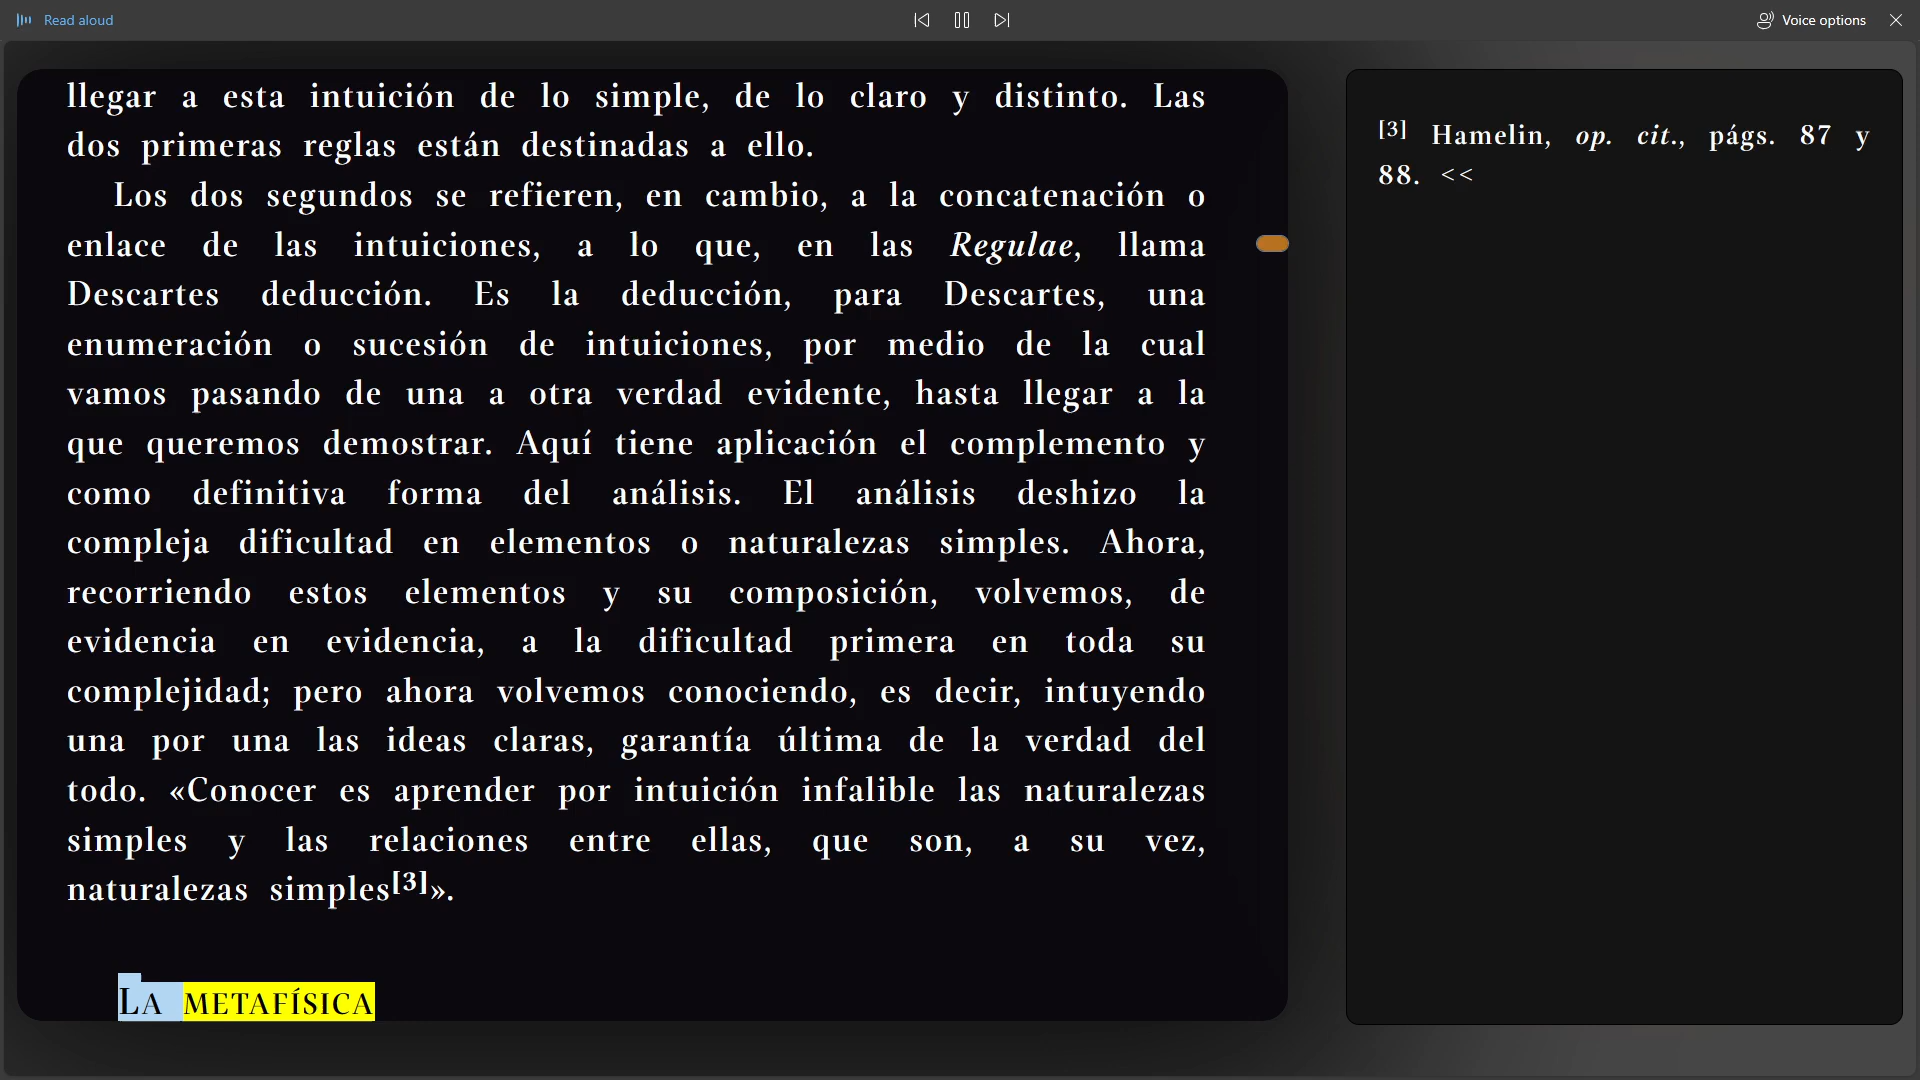 Read aloud
Voice options
llegar a esta intuición de lo simple, de lo claro y distinto. Las
dos primeras reglas están destinadas a ello.
Los dos segundos se refieren, en cambio, a la concatenación o
enlace de las intuiciones, a lo que, en las Regulae, llama
Descartes deducción. Es la deducción, para Descartes, una
enumeración o sucesión de intuiciones, por medio de la cual
vamos pasando de una a otra verdad evidente, hasta llegar a la
que queremos demostrar. Aquí tiene aplicación el complemento y
como definitiva forma del análisis. El análisis deshizo la
compleja dificultad en elementos o naturalezas simples. Ahora,
recorriendo estos elementos y su composición, volvemos, de
evidencia en evidencia, a la dificultad primera en toda su
complejidad; pero ahora volvemos conociendo, es decir, intuyendo
una por una las ideas claras, garantía última de la verdad del
todo. «Conocer es aprender por intuición infalible las naturalezas
simples y las relaciones entre ellas, que son, a su vez,
naturalezas simples[3]».
LA METAFÍSICA
[3] Hamelin, op. cit., págs. 87 y
88. <<